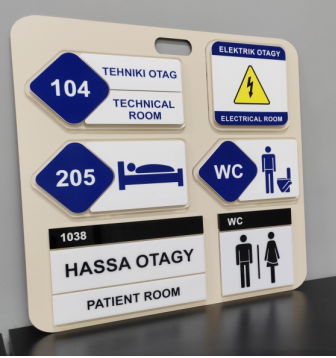 104
TEHNIKI OTAG
TECHNICAL
ROOM
ELEKTRIK OTAGY
ELECTRICAL ROOM
205
WC
1038
HASSA OTAGY
PATIENT ROOM
WC